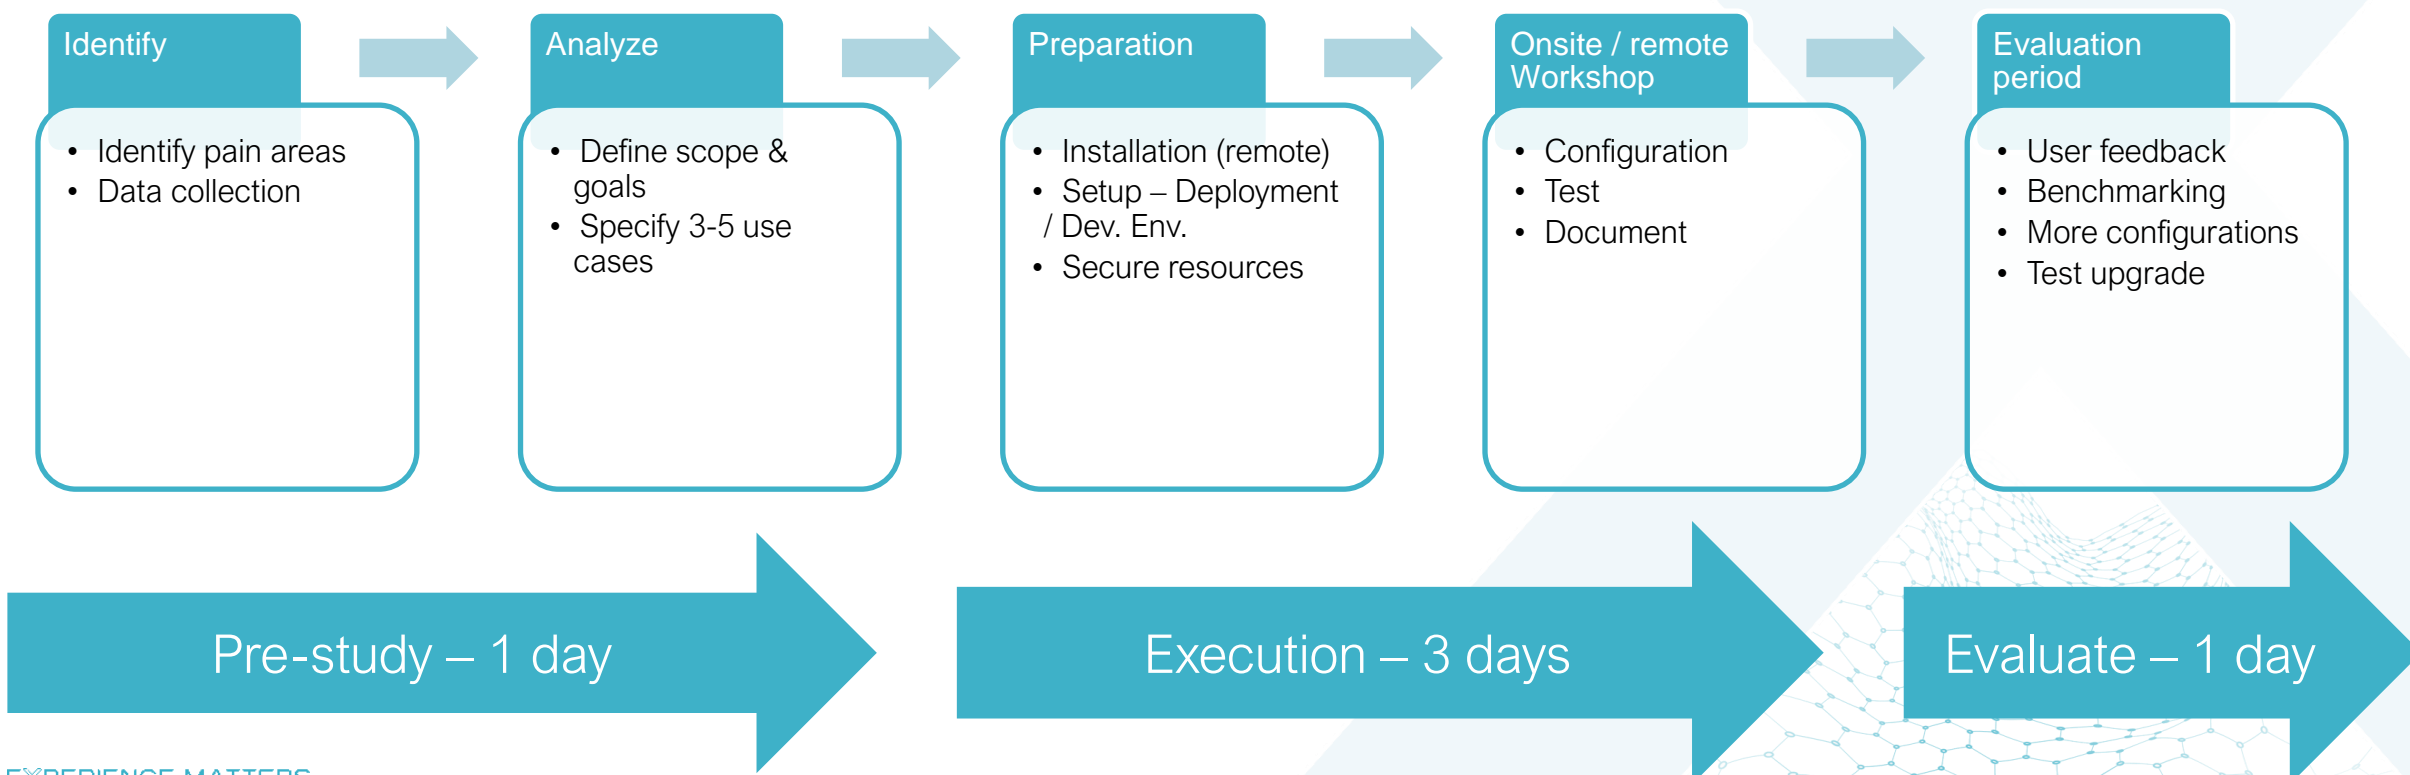 Identify
• Identify pain areas
• Data collection
Analyze
• Define scope &
goals
• Specify 3-5 use
cases
Preparation
• Installation (remote)
• Setup – Deployment
/ Dev. Env.
• Secure resources
Onsite / remote
Workshop
• Configuration
• Test
• Document
Evaluation
period
• User feedback
• Benchmarking
• More configurations
• Test upgrade
Pre-study – 1 day
Execution – 3 days
Evaluate – 1 day
EXPERIENCE MATTERS